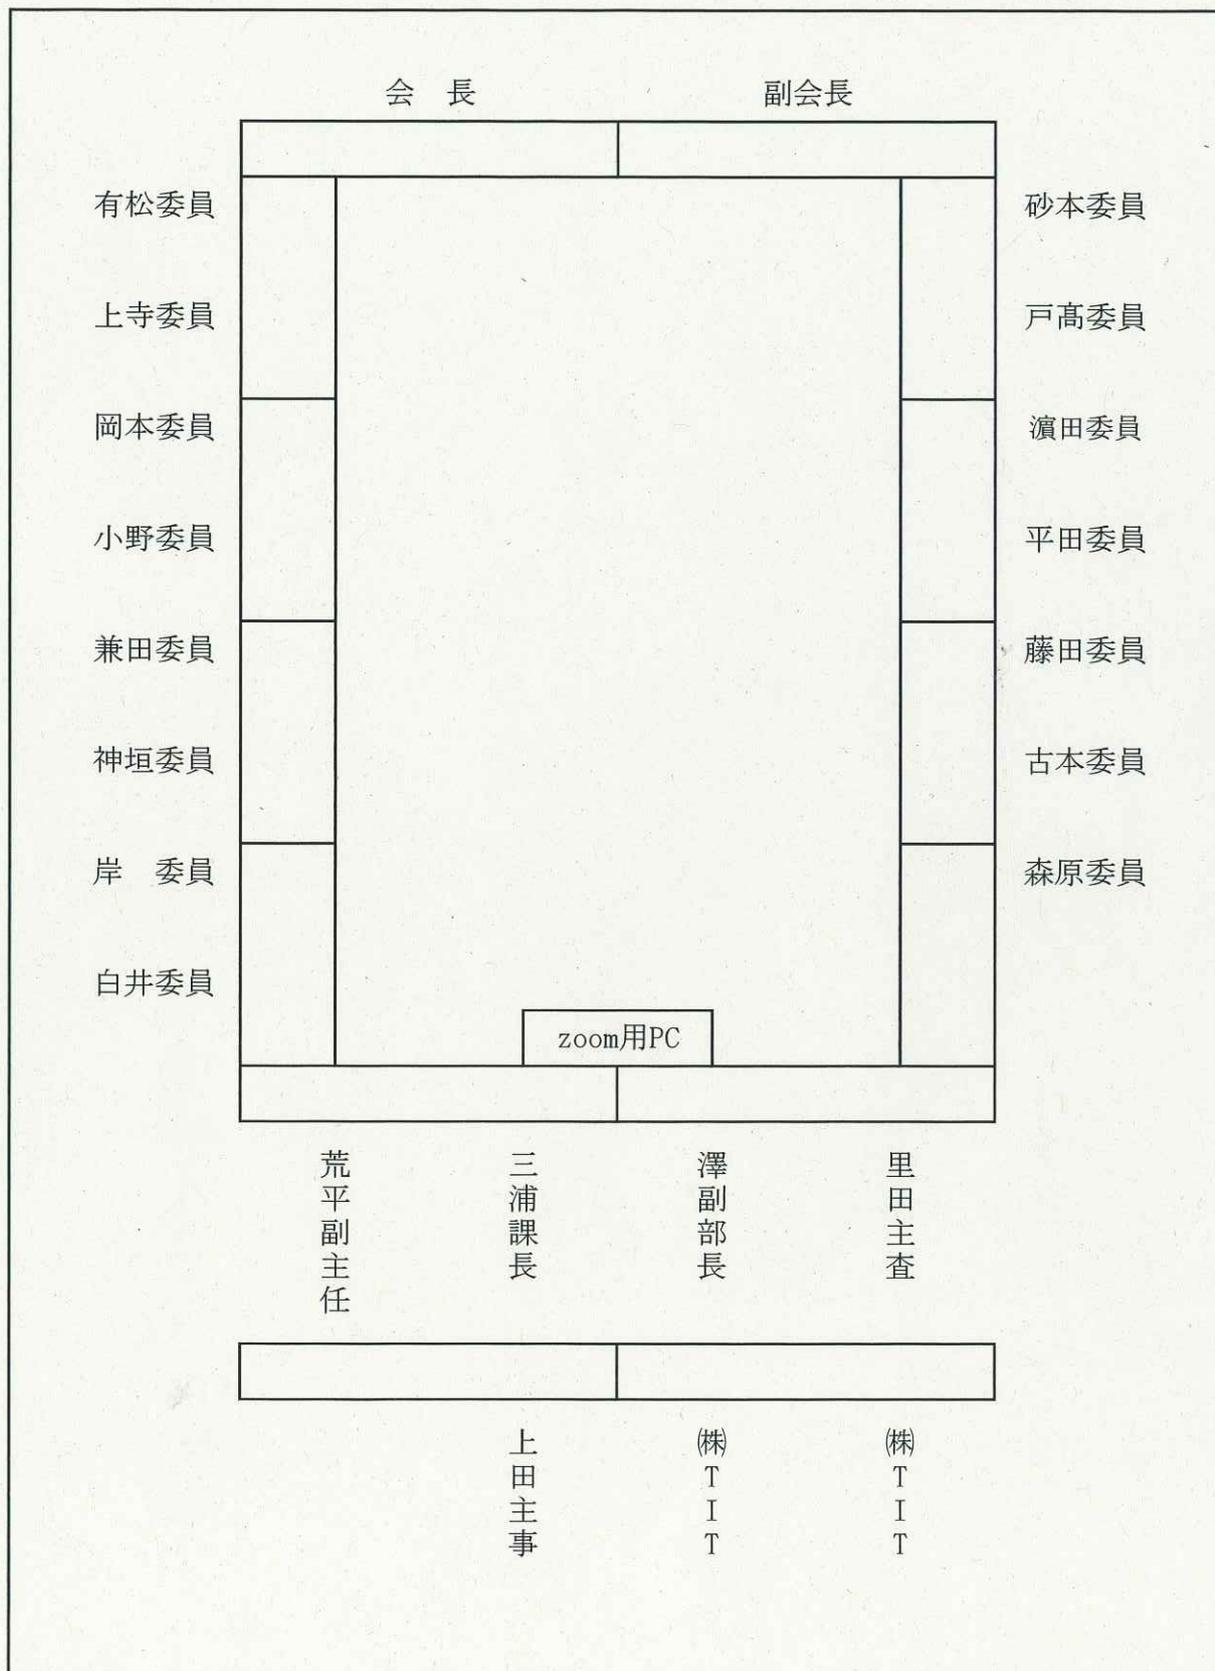 会　長　副会長
有松委員　砂本委員
上寺委員　戸髙委員
岡本委員　濵田委員
小野委員　平田委員
兼田委員　藤田委員
神垣委員　古本委員
岸　委員　森原委員
白井委員
zoom用PC
荒平副主任
三浦課長
澤副部長
里田主査
上田主事
㈱TIT
㈱TIT